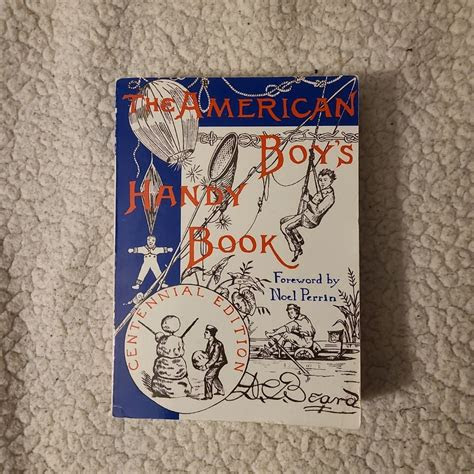 THE AMERICAN
BOY'S
HANDY
BOOK
Foreword by
Noel Perrin
CENTENNIAL EDITION
D.C. Beard